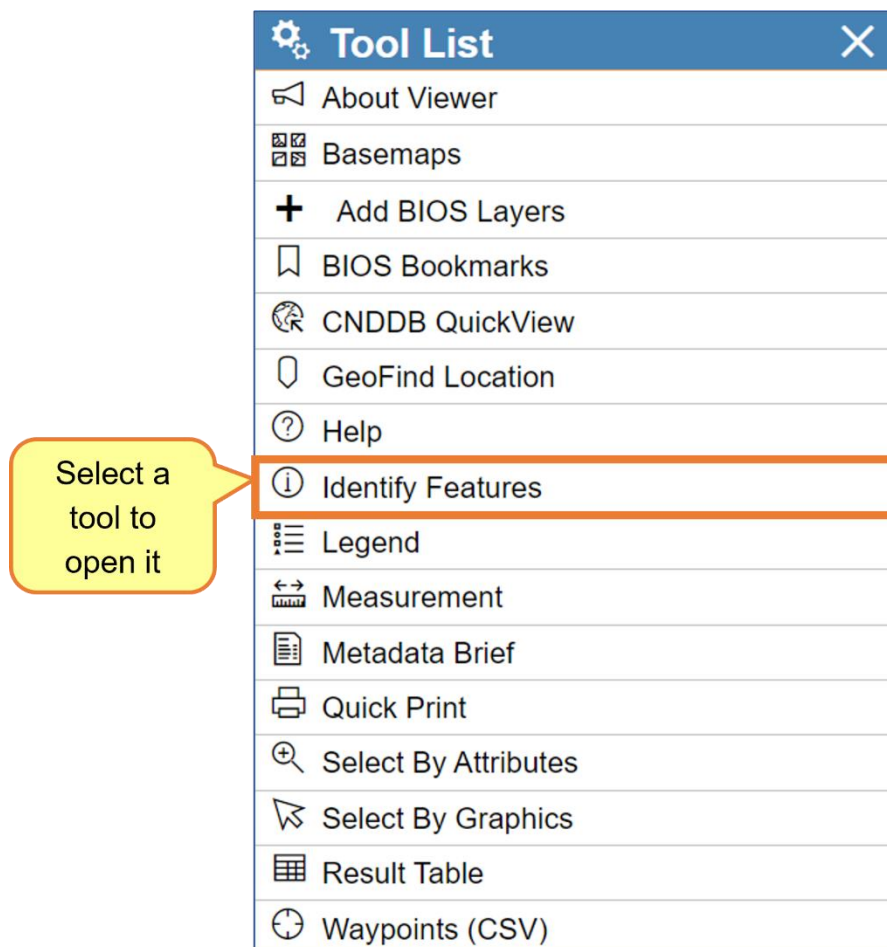 Tool List
About Viewer
Basemaps
Add BIOS Layers
BIOS Bookmarks
CNDDB QuickView
GeoFind Location
Help
Select a
tool to
open it
Identify Features
Legend
Measurement
Metadata Brief
Quick Print
Select By Attributes
Select By Graphics
Result Table
Waypoints (CSV)